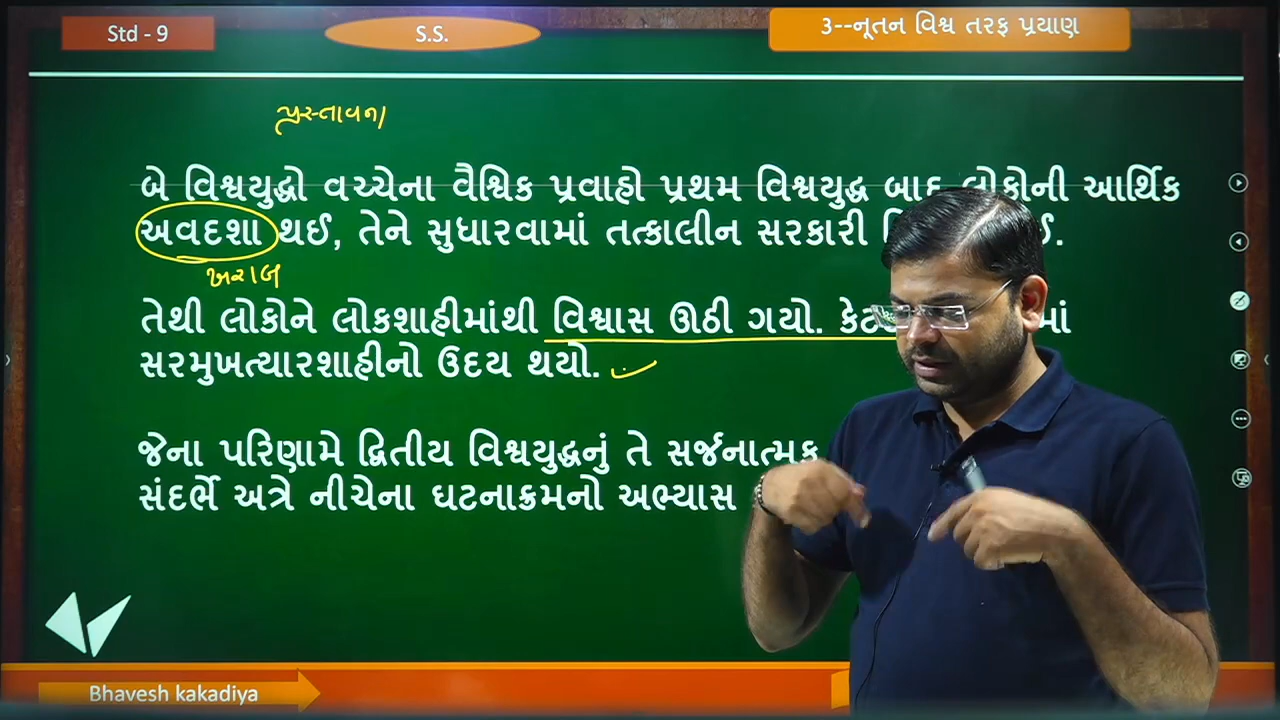 Std - 9
S.S.
૩--નૂતન વિશ્વ તરફ પ્રયાણ
પ્રસ્તાવના
બે વિશ્વયુદ્ધો વચ્ચેના વૈશ્વિક પ્રવાહો પ્રથમ વિશ્વયુદ્ધ બાદ લોકોની આર્થિક
અવદશા થઈ, તેને સુધારવામાં તત્કાલીન સરકારી
ખરાબ
તેથી લોકોને લોકશાહીમાંથી વિશ્વાસ ઊઠી ગયો.
સરમુખત્યારશાહીનો ઉદય થયો.
જેના પરિણામે દ્વિતીય વિશ્વયુદ્ધનું તે સર્જનાત્મક
સંદર્ભે અત્રે નીચેના ઘટનાક્રમનો અભ્યાસ
Bhavesh kakadiya